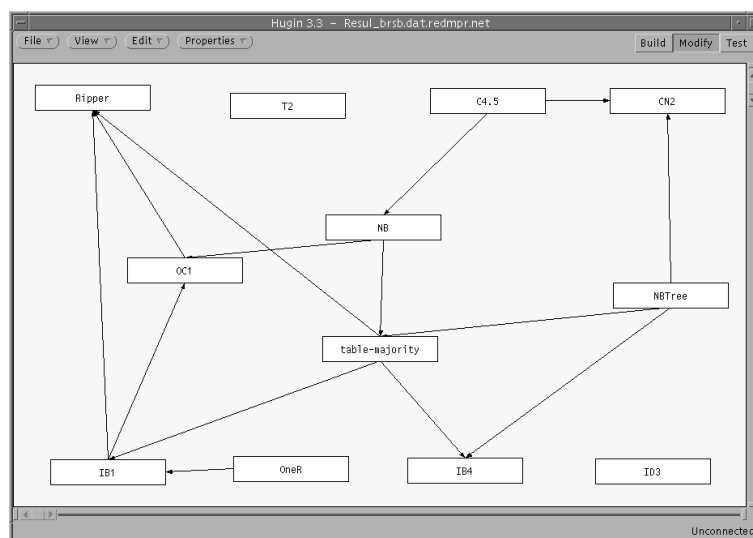 Hugin 3.3 – Resul_brsb.dat.redmpr.net
File View Edit Properties Build Modify Test
Ripper
T2
C4.5
CN2
NB
OC1
NBTree
table-majority
IB1
OneR
IB4
ID3
Unconnected